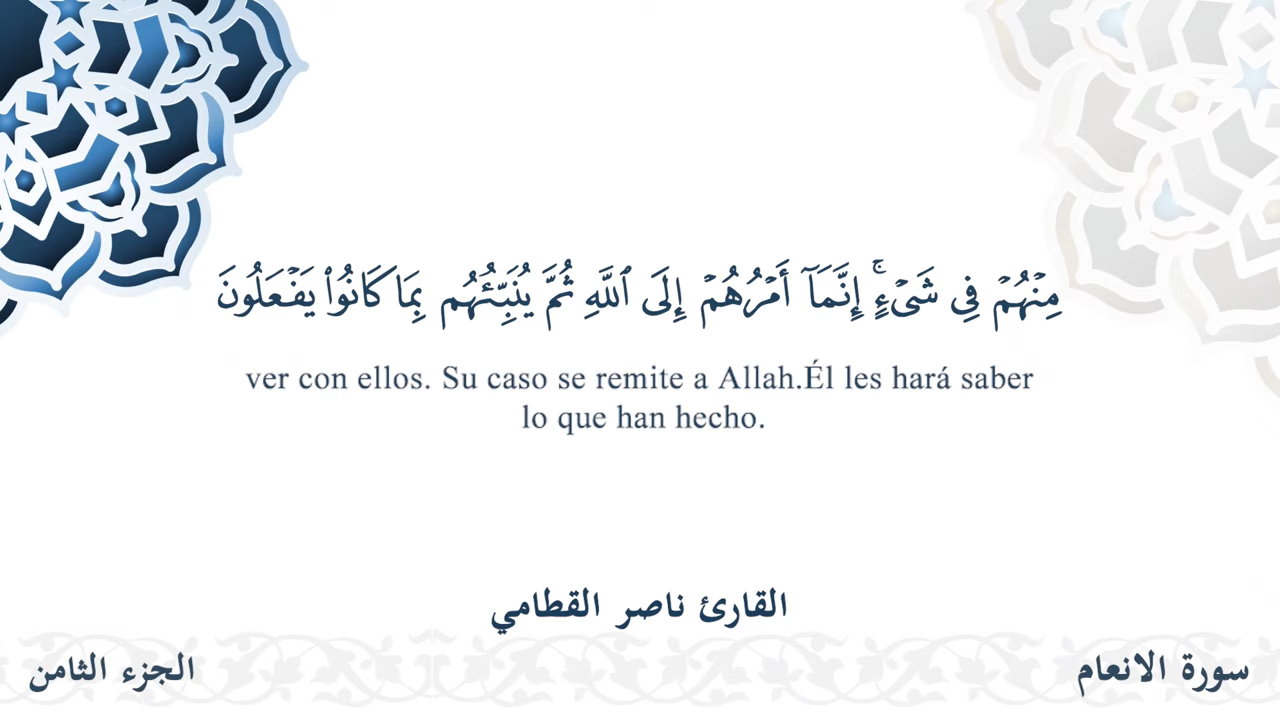 مِنْهُمْ فِى شَىْءٍ ۚ إِنَّمَآ أَمْرُهُمْ إِلَى ٱللَّهِ ثُمَّ يُنَبِّئُهُم بِمَا كَانُوا۟ يَفْعَلُونَ
ver con ellos. Su caso se remite a Allah.Él les hará saber
lo que han hecho.
القارئ ناصر القطامي
سورة الانعام
الجزء الثامن